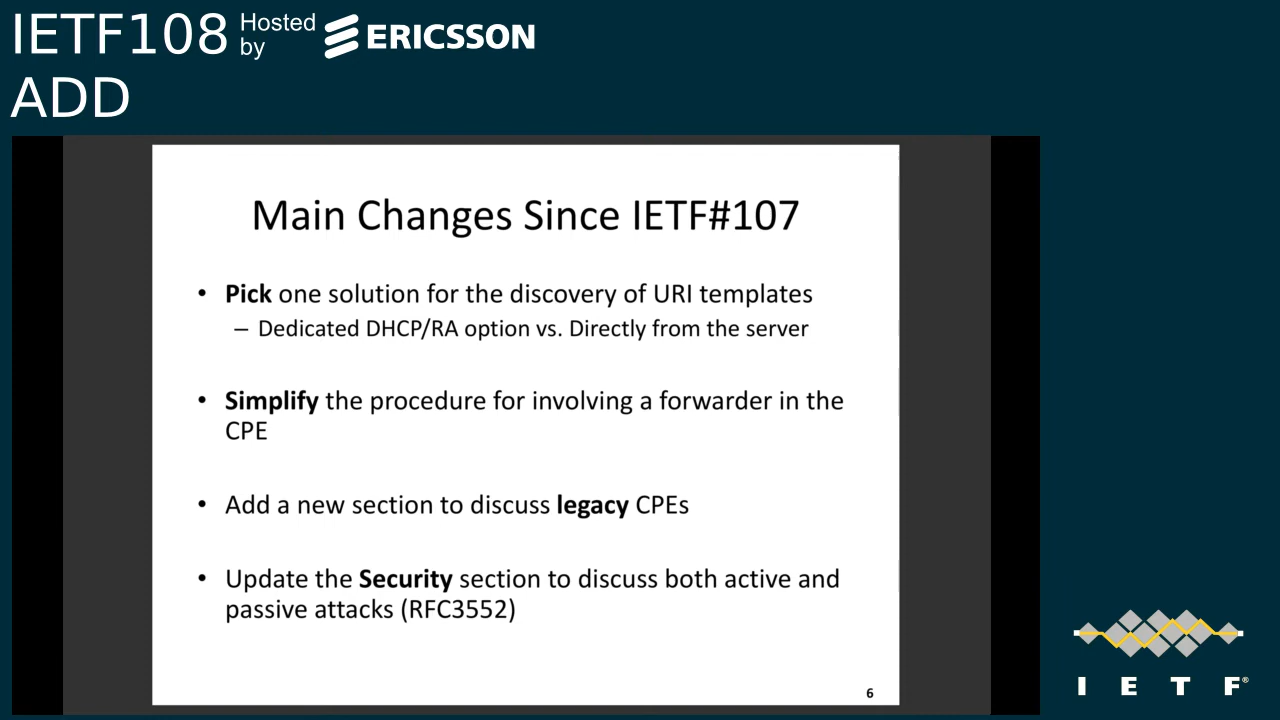 IETF108 Hosted by ERICSSON
ADD
Main Changes Since IETF#107
• Pick one solution for the discovery of URI templates
– Dedicated DHCP/RA option vs. Directly from the server
• Simplify the procedure for involving a forwarder in the
CPE
• Add a new section to discuss legacy CPEs
• Update the Security section to discuss both active and
passive attacks (RFC3552)
6
I E T F®